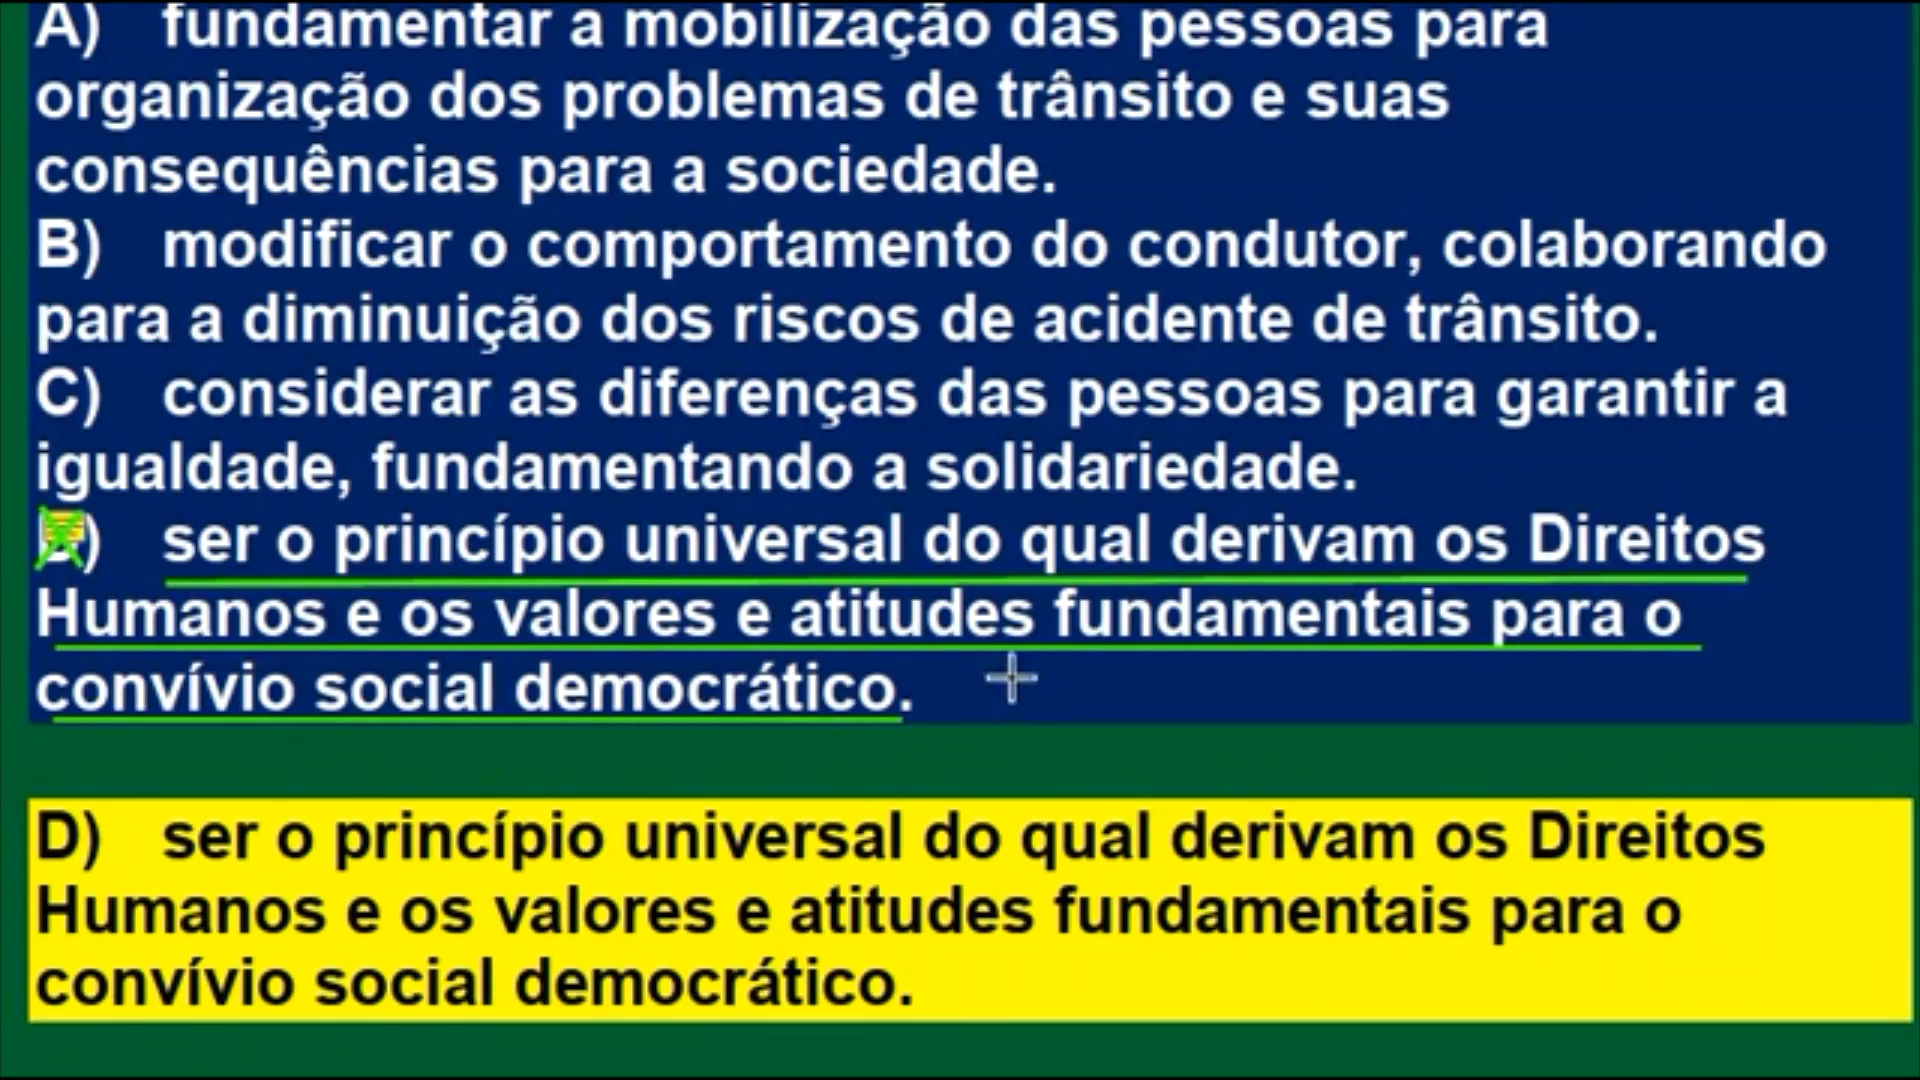 A) fundamentar a mobilização das pessoas para
organização dos problemas de trânsito e suas
consequências para a sociedade.
B) modificar o comportamento do condutor, colaborando
para a diminuição dos riscos de acidente de trânsito.
C) considerar as diferenças das pessoas para garantir a
igualdade, fundamentando a solidariedade.
D) ser o princípio universal do qual derivam os Direitos
Humanos e os valores e atitudes fundamentais para o
convívio social democrático.
D) ser o princípio universal do qual derivam os Direitos
Humanos e os valores e atitudes fundamentais para o
convívio social democrático.